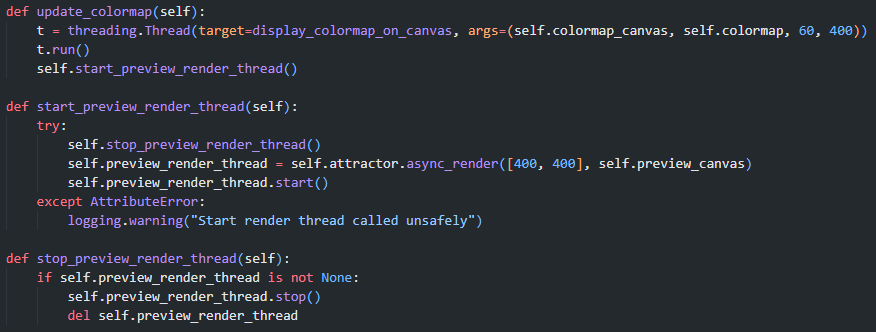 def update_colormap(self):
    t = threading.Thread(target=display_colormap_on_canvas, args=(self.colormap_canvas, self.colormap, 60, 400))
    t.run()
    self.start_preview_render_thread()

def start_preview_render_thread(self):
    try:
        self.stop_preview_render_thread()
        self.preview_render_thread = self.attractor.async_render([400, 400], self.preview_canvas)
        self.preview_render_thread.start()
    except AttributeError:
        logging.warning("Start render thread called unsafely")

def stop_preview_render_thread(self):
    if self.preview_render_thread is not None:
        self.preview_render_thread.stop()
        del self.preview_render_thread